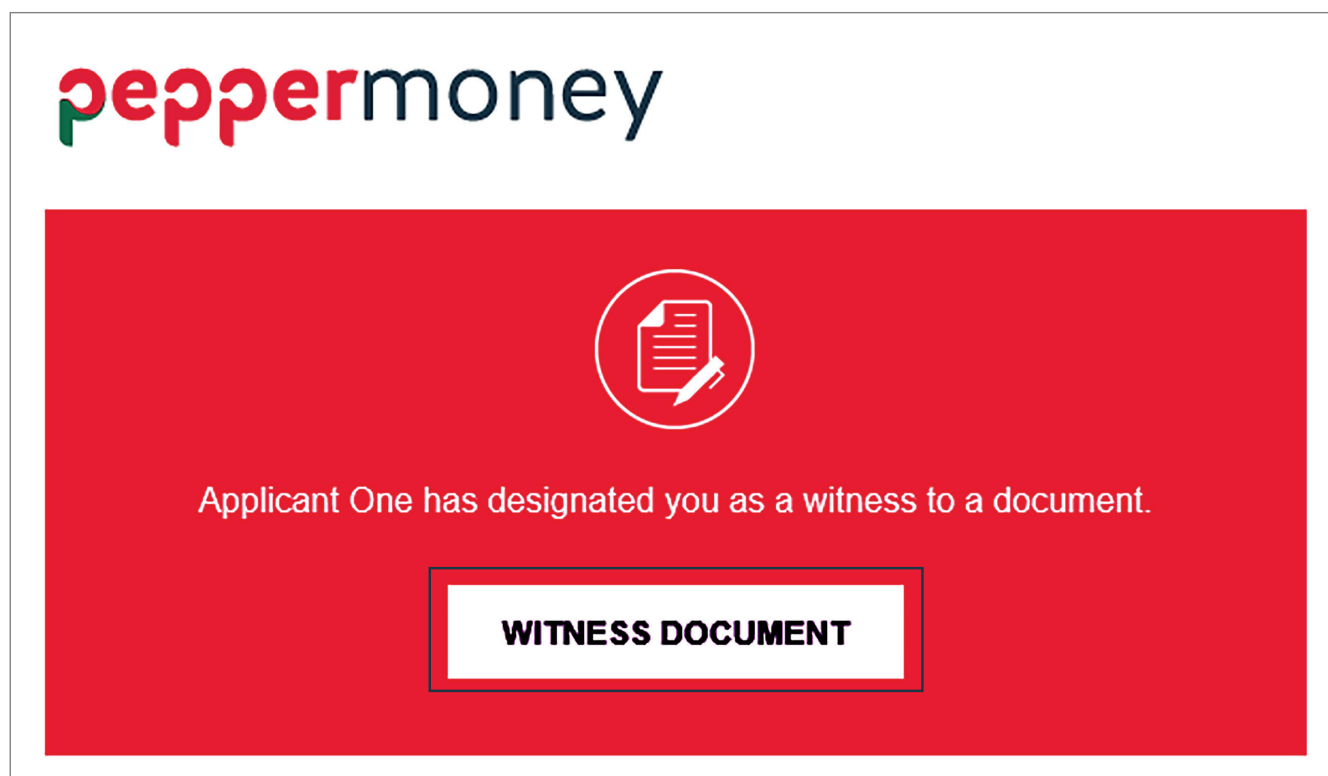 peppermoney
Applicant One has designated you as a witness to a document.
WITNESS DOCUMENT